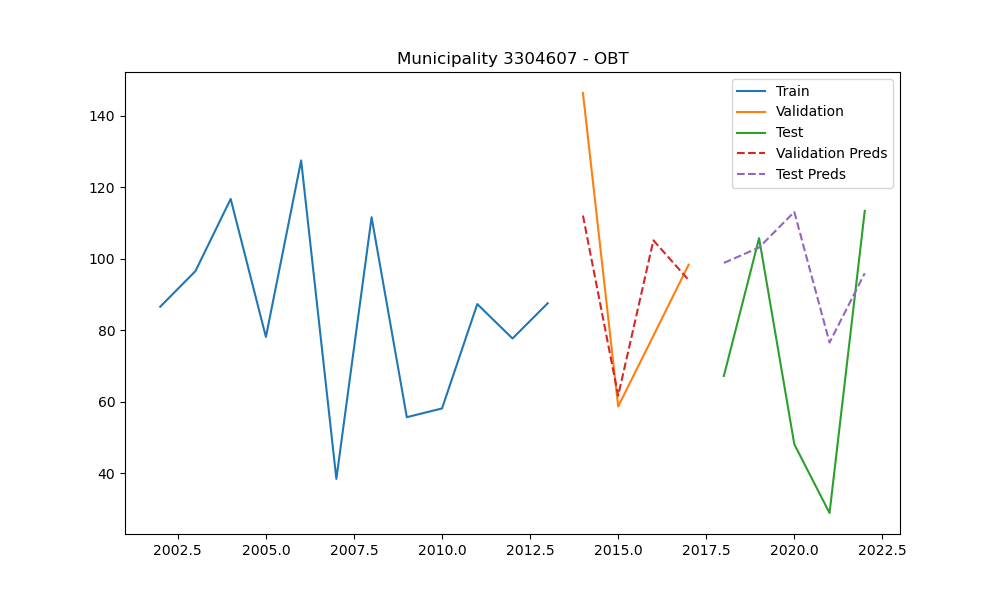 Municipality 3304607 - OBT
Train
Validation
Test
Validation Preds
Test Preds
140
120
100
80
60
40
2002.5 2005.0 2007.5 2010.0 2012.5 2015.0 2017.5 2020.0 2022.5